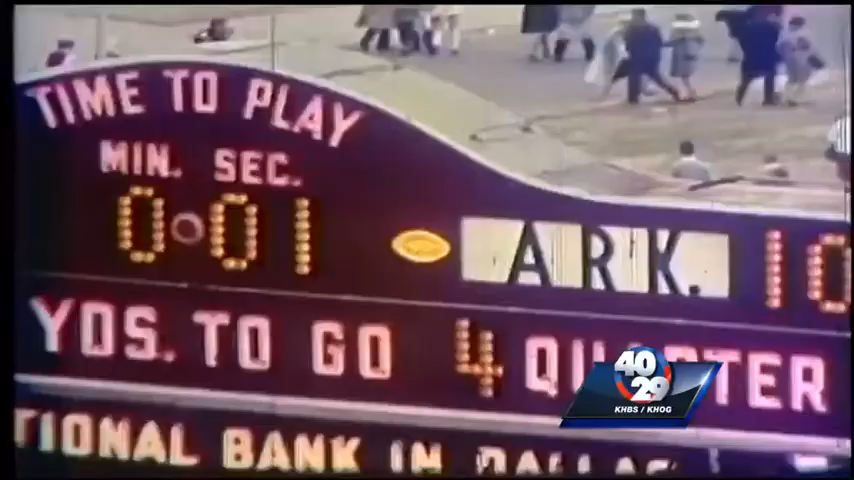 TIME TO PLAY
MIN. SEC.
0 01
ARK. 10
YDS. TO GO 4 QUARTER
TIONAL BANK IN DALLAS
40
29
KHBS / KHOG